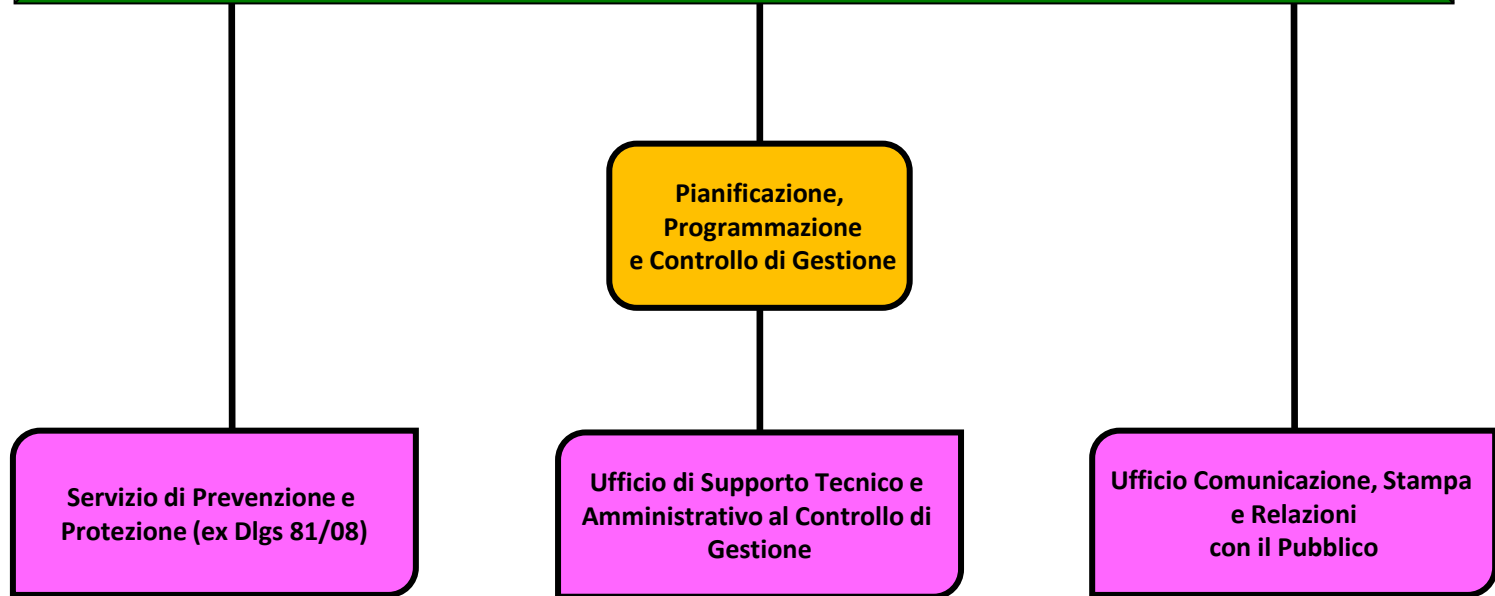 Pianificazione,
Programmazione
e Controllo di Gestione
Servizio di Prevenzione e
Protezione (ex Dlgs 81/08)
Ufficio di Supporto Tecnico e
Amministrativo al Controllo di
Gestione
Ufficio Comunicazione, Stampa
e Relazioni
con il Pubblico